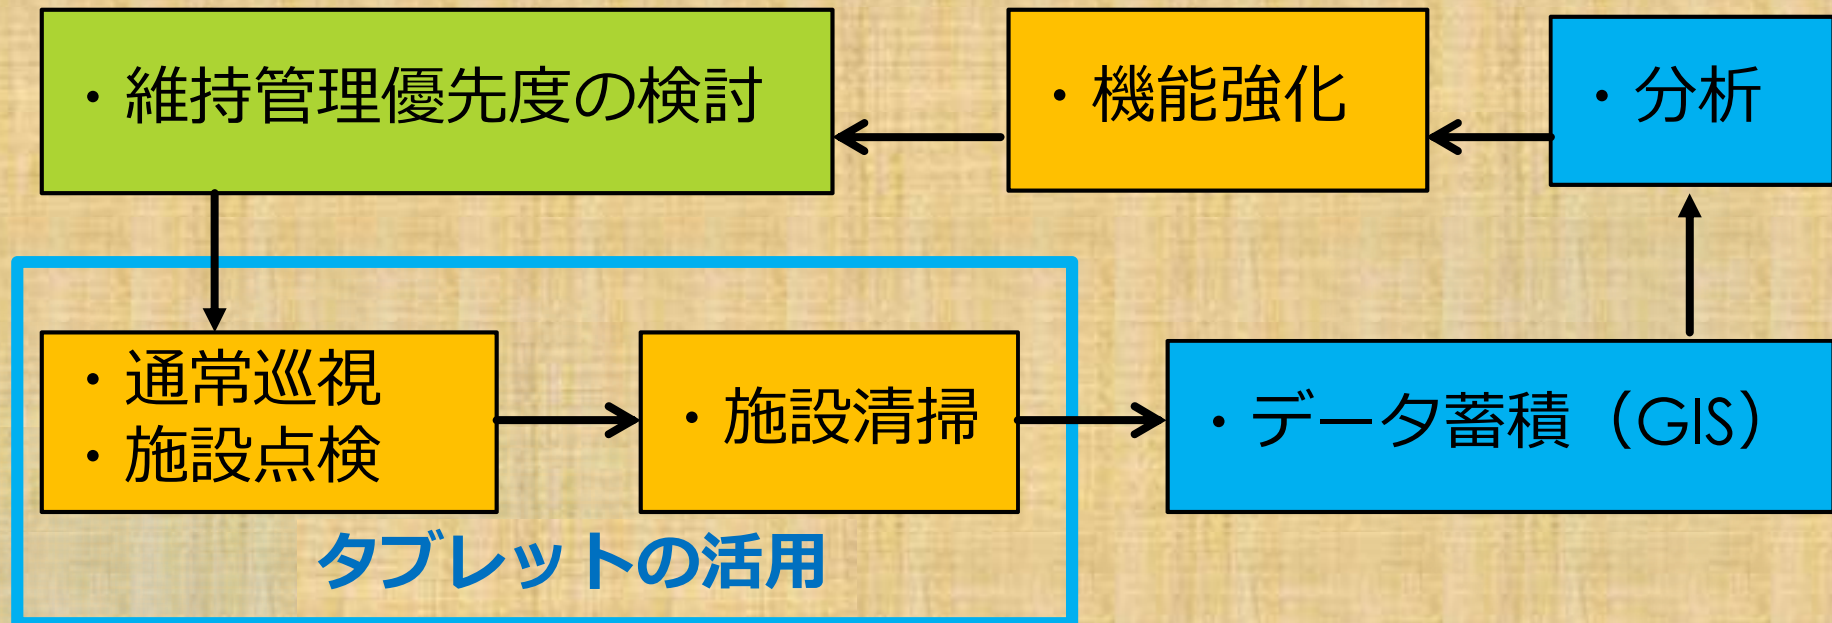 ・維持管理優先度の検討
・機能強化
・分析
・通常巡視
・施設点検
・施設清掃
・データ蓄積（GIS）
タブレットの活用